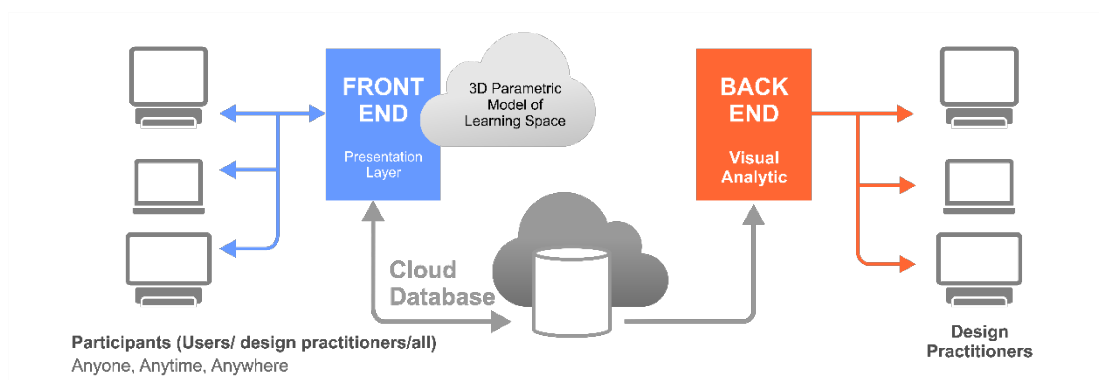 FRONT
END
Presentation
Layer
3D Parametric
Model of
Learning Space
BACK
END
Visual
Analytic
Cloud
Database
Participants (Users/ design practitioners/all)
Anyone, Anytime, Anywhere
Design
Practitioners